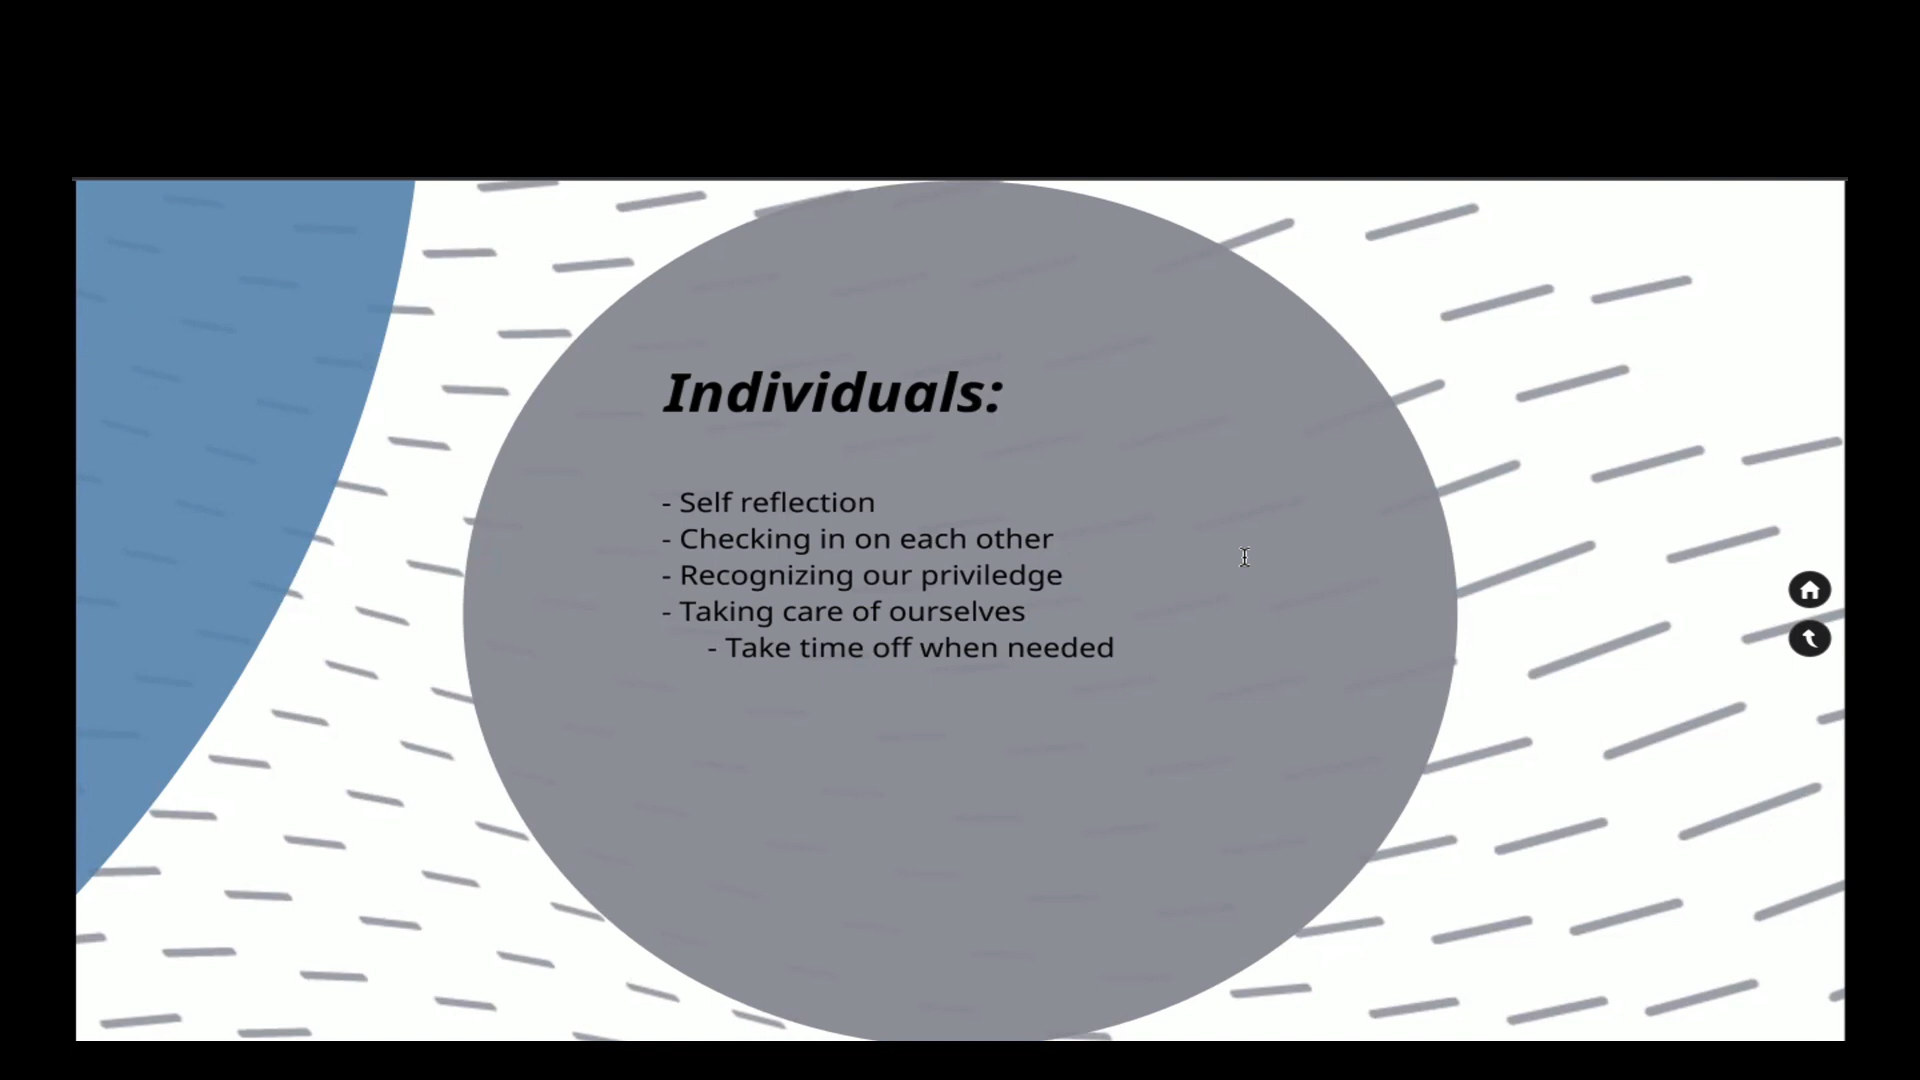 Individuals:
- Self reflection
- Checking in on each other
- Recognizing our priviledge
- Taking care of ourselves
- Take time off when needed